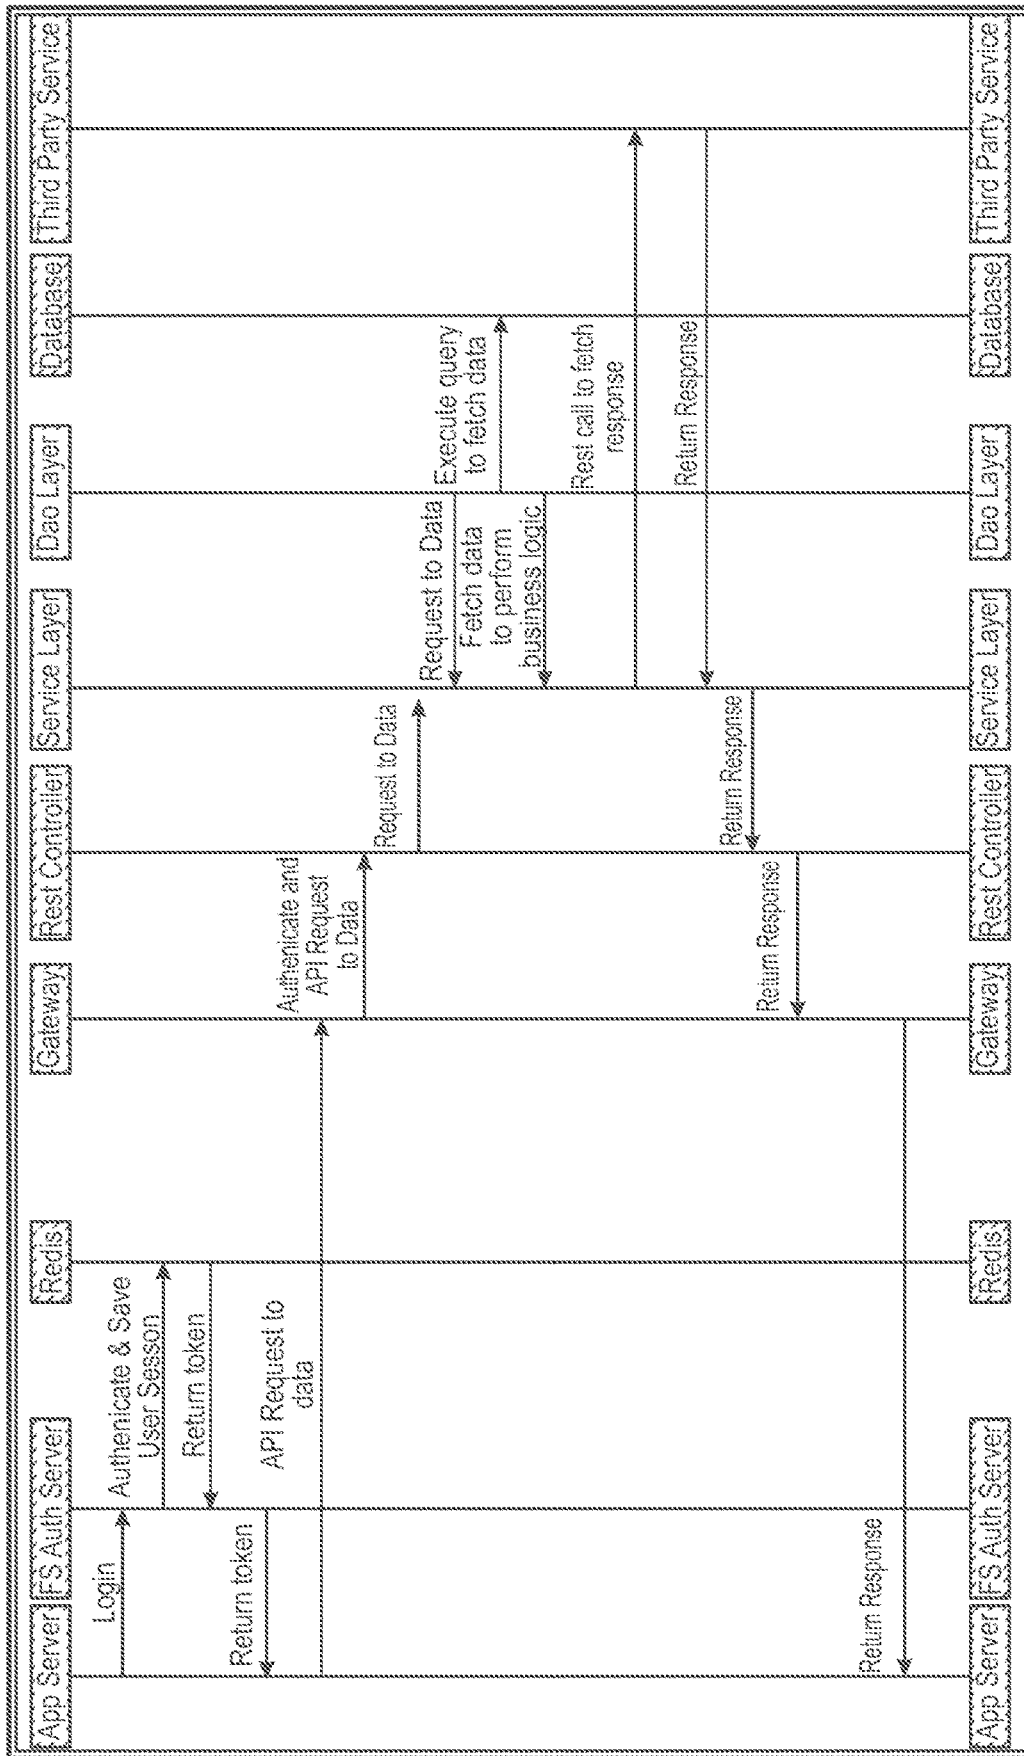 App Server
FS Auth Server
Redis
Gateway
Rest Controller
Service Layer
Dao Layer
Database
Third Party Service
Login
Authenicate & Save
User Sesson
Return token
Return token
API Request to
data
Authenicate and
API Request
to Data
Request to Data
Request to Data
Execute query
to fetch data
Fetch data
to perform
business logic
Rest call to fetch
response
Return Response
Return Response
Return Response
Return Response
App Server
FS Auth Server
Redis
Gateway
Rest Controller
Service Layer
Dao Layer
Database
Third Party Service